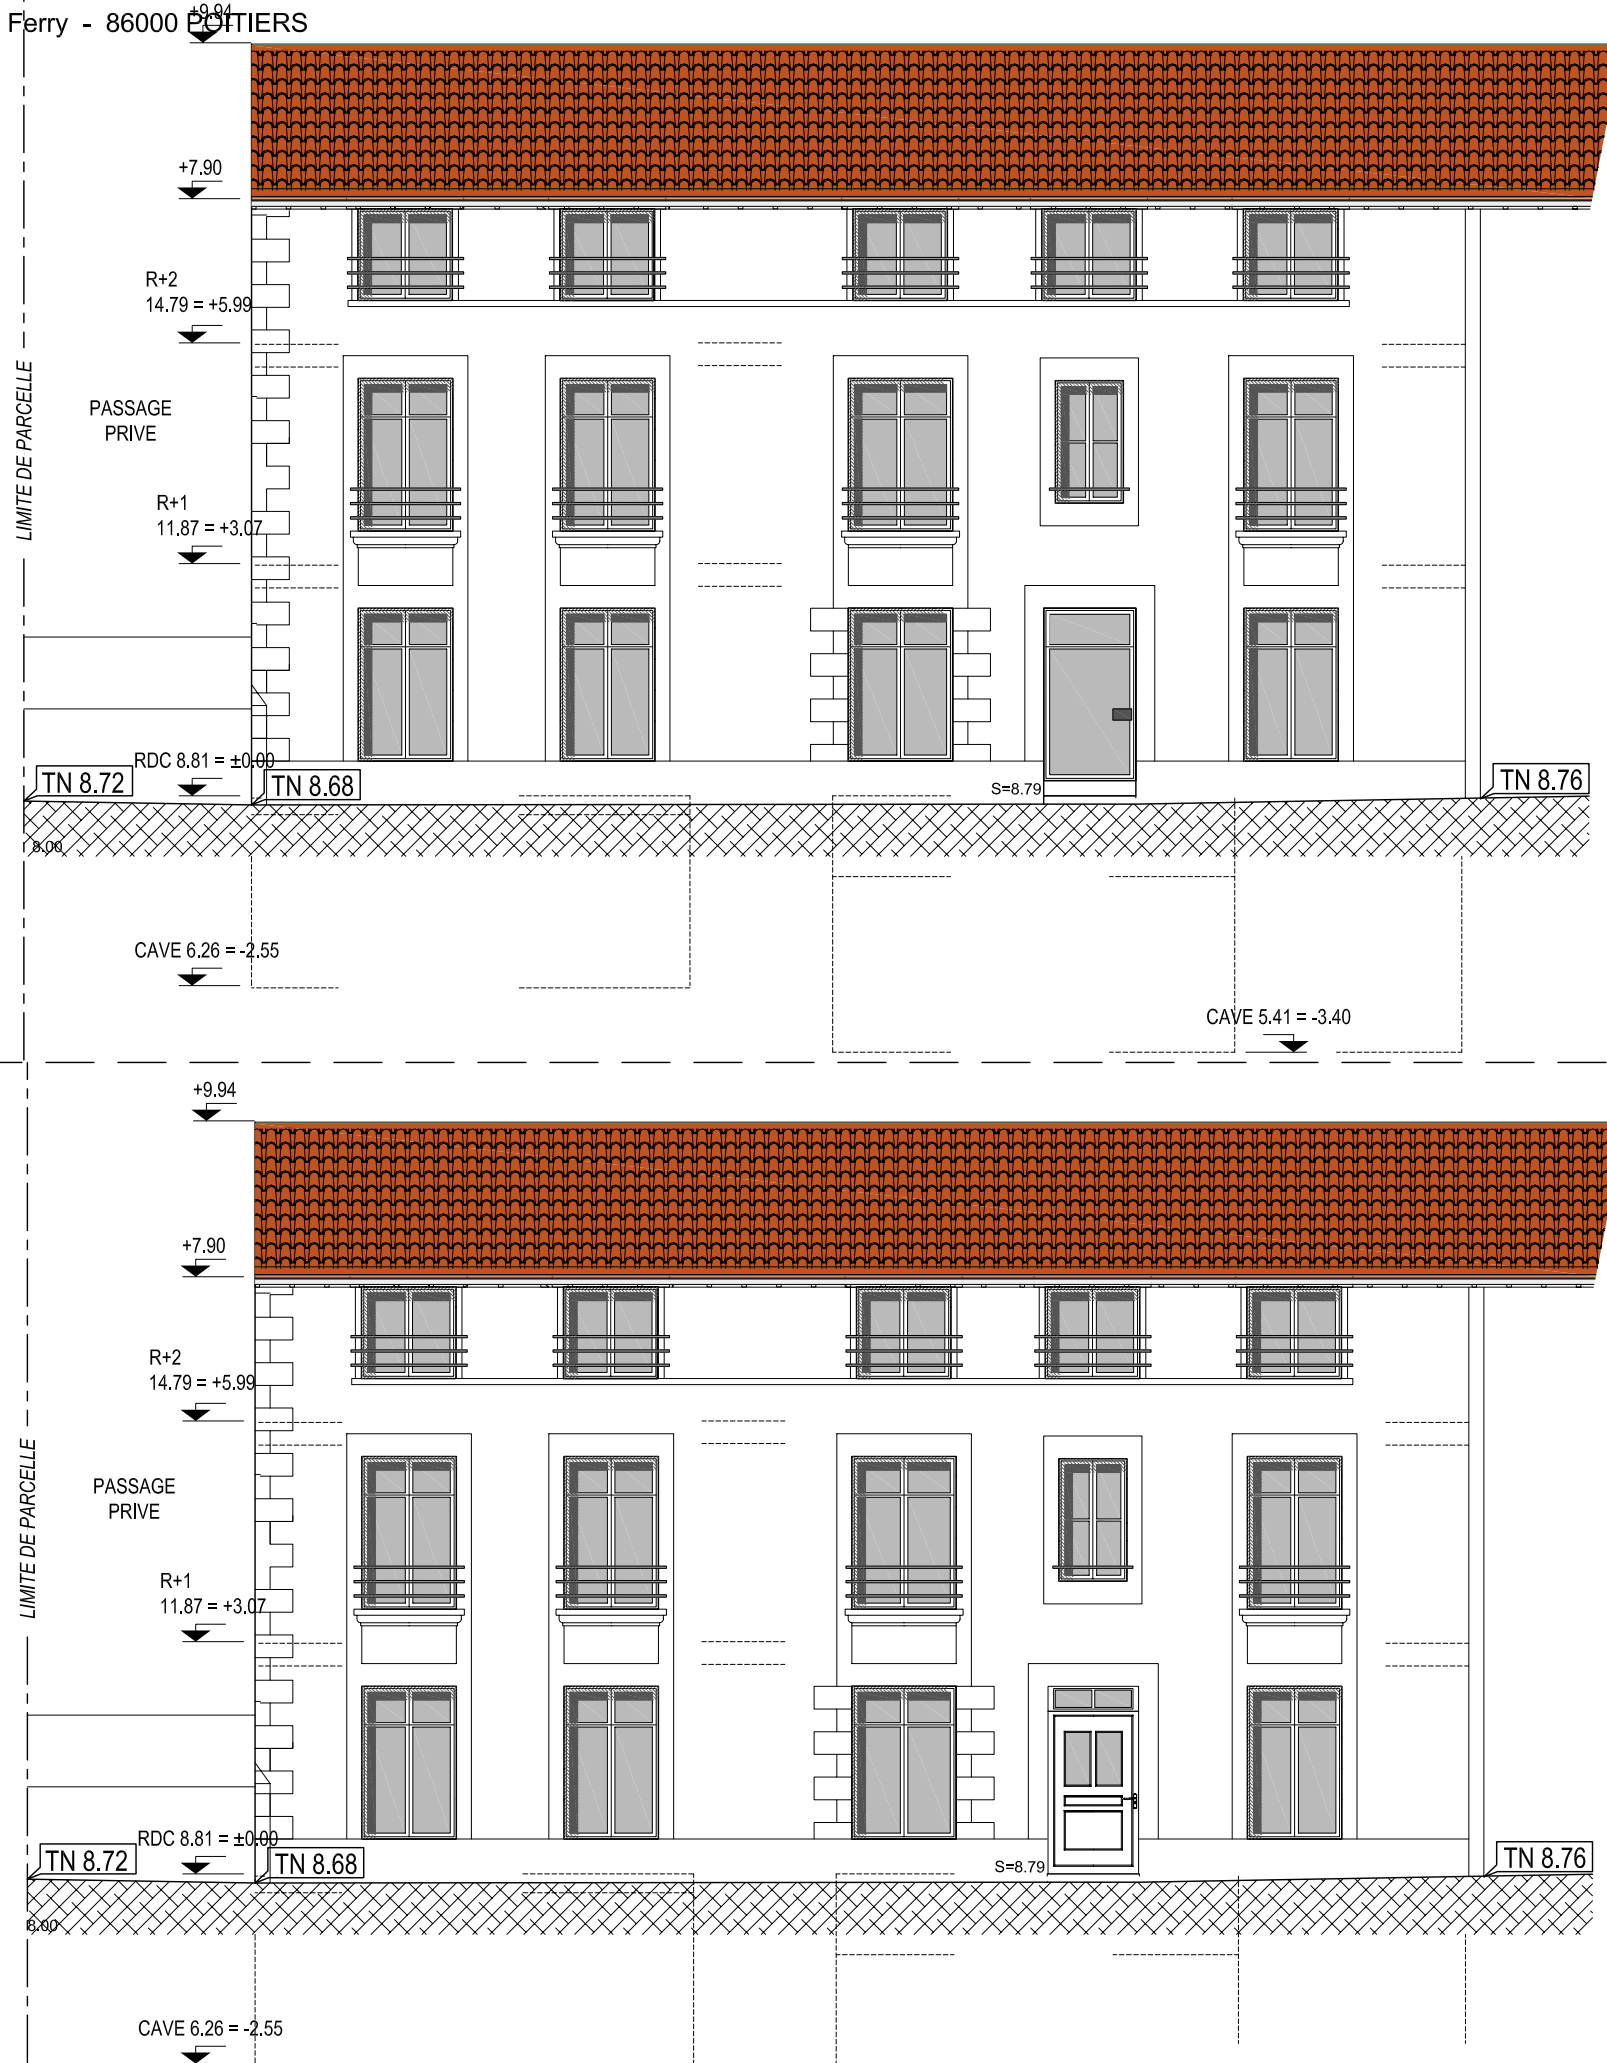 Ferry - 86000 POITIERS
+9.94
+7.90
R+2
14.79 = +5.99
LIMITE DE PARCELLE
PASSAGE
PRIVE
R+1
11.87 = +3.07
RDC 8.81 = ±0.00
TN 8.72
TN 8.68
S=8.79
TN 8.76
8.00
CAVE 6.26 = -2.55
CAVE 5.41 = -3.40
+9.94
+7.90
R+2
14.79 = +5.99
LIMITE DE PARCELLE
PASSAGE
PRIVE
R+1
11.87 = +3.07
RDC 8.81 = ±0.00
TN 8.72
TN 8.68
S=8.79
TN 8.76
8.00
CAVE 6.26 = -2.55